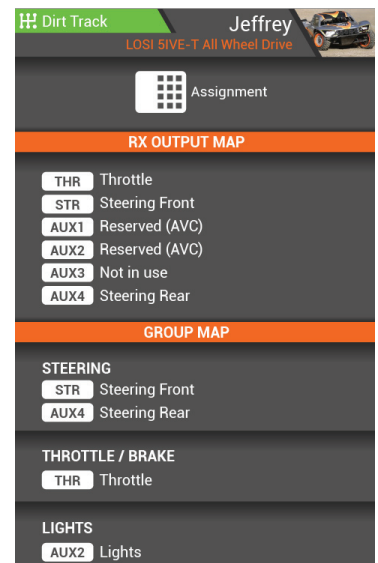 Dirt Track
Jeffrey
LOSI 5IVE-T All Wheel Drive
Assignment
RX OUTPUT MAP
THR Throttle
STR Steering Front
AUX1 Reserved (AVC)
AUX2 Reserved (AVC)
AUX3 Not in use
AUX4 Steering Rear
GROUP MAP
STEERING
STR Steering Front
AUX4 Steering Rear
THROTTLE / BRAKE
THR Throttle
LIGHTS
AUX2 Lights